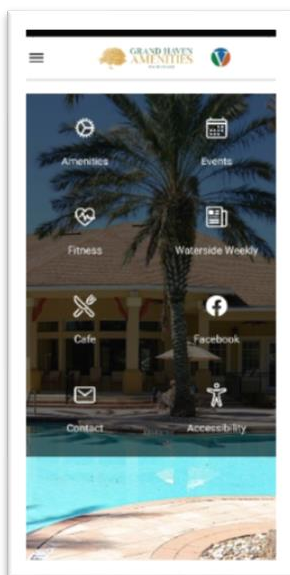 GRAND HAVEN
AMENITIES
Amenities
Events
Fitness
Waterside Weekly
Cafe
Facebook
Contact
Accessibility